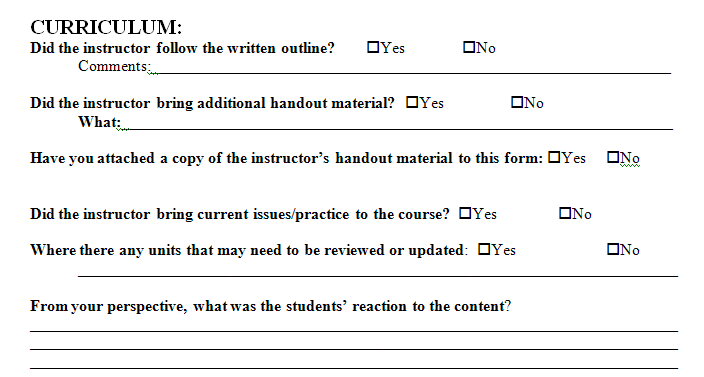 CURRICULUM:
Did the instructor follow the written outline? ☐Yes ☐No
Comments:
Did the instructor bring additional handout material? ☐Yes ☐No
What:
Have you attached a copy of the instructor's handout material to this form: ☐Yes ☐No
Did the instructor bring current issues/practice to the course? ☐Yes ☐No
Where there any units that may need to be reviewed or updated: ☐Yes ☐No
From your perspective, what was the students' reaction to the content?